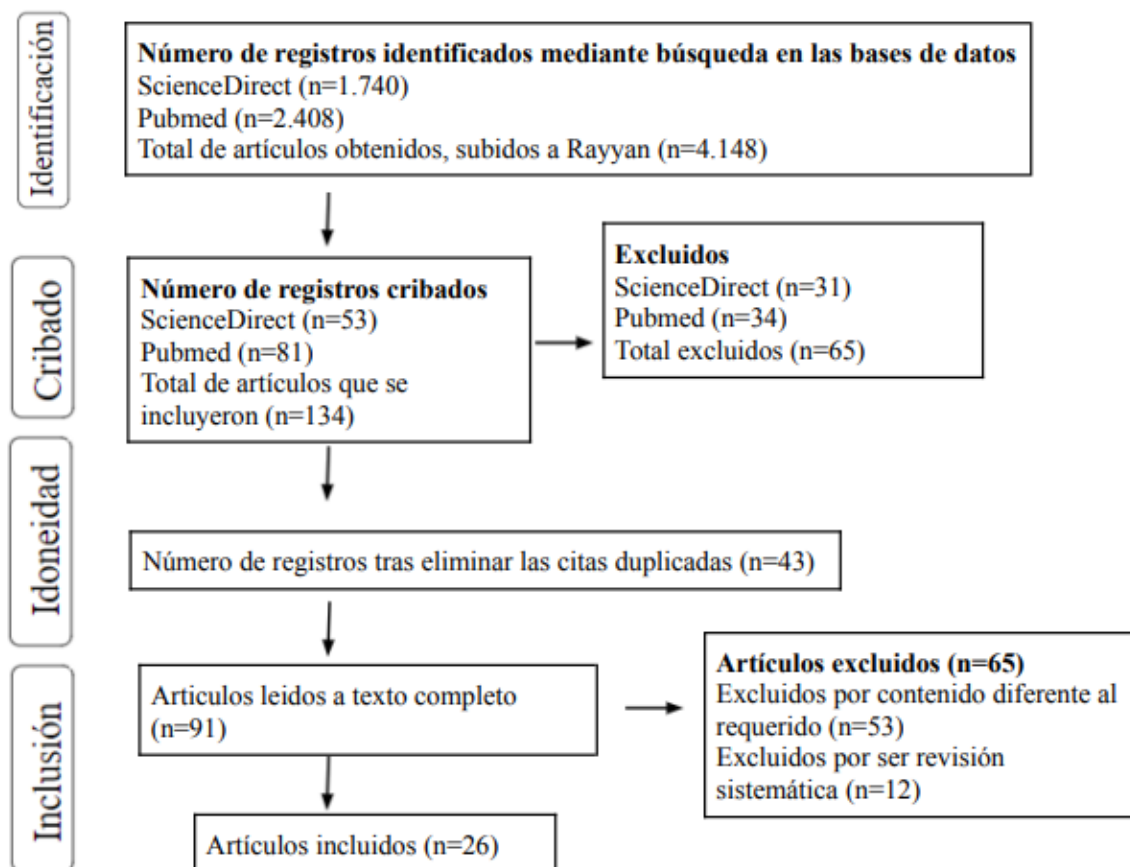 Identificación
Número de registros identificados mediante búsqueda en las bases de datos
ScienceDirect (n=1.740)
Pubmed (n=2.408)
Total de artículos obtenidos, subidos a Rayyan (n=4.148)
Cribado
Número de registros cribados
ScienceDirect (n=53)
Pubmed (n=81)
Total de artículos que se
incluyeron (n=134)
Excluidos
ScienceDirect (n=31)
Pubmed (n=34)
Total excluidos (n=65)
Idoneidad
Número de registros tras eliminar las citas duplicadas (n=43)
Inclusión
Articulos leidos a texto completo
(n=91)
Artículos excluidos (n=65)
Excluidos por contenido diferente al
requerido (n=53)
Excluidos por ser revisión
sistemática (n=12)
Artículos incluidos (n=26)